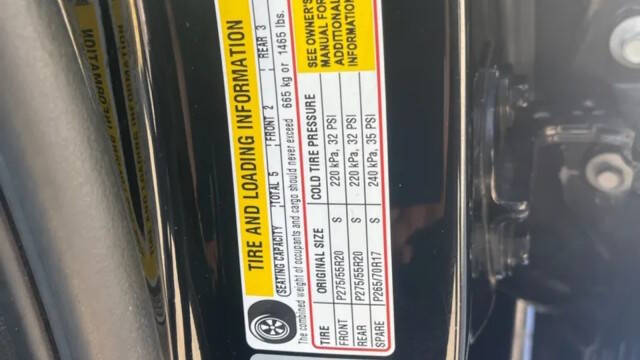 TIRE AND LOADING INFORMATION
SEATING CAPACITY TOTAL 5 FRONT 2 REAR 3
The combined weight of occupants and cargo should never exceed 665 kg or 1465 lbs.
TIRE ORIGINAL SIZE COLD TIRE PRESSURE
FRONT P275/55R20 S 220 kPa, 32 PSI
REAR P275/55R20 S 220 kPa, 32 PSI
SPARE P265/70R17 S 240 kPa, 35 PSI
SEE OWNER'S
MANUAL FOR
ADDITIONAL
INFORMATION